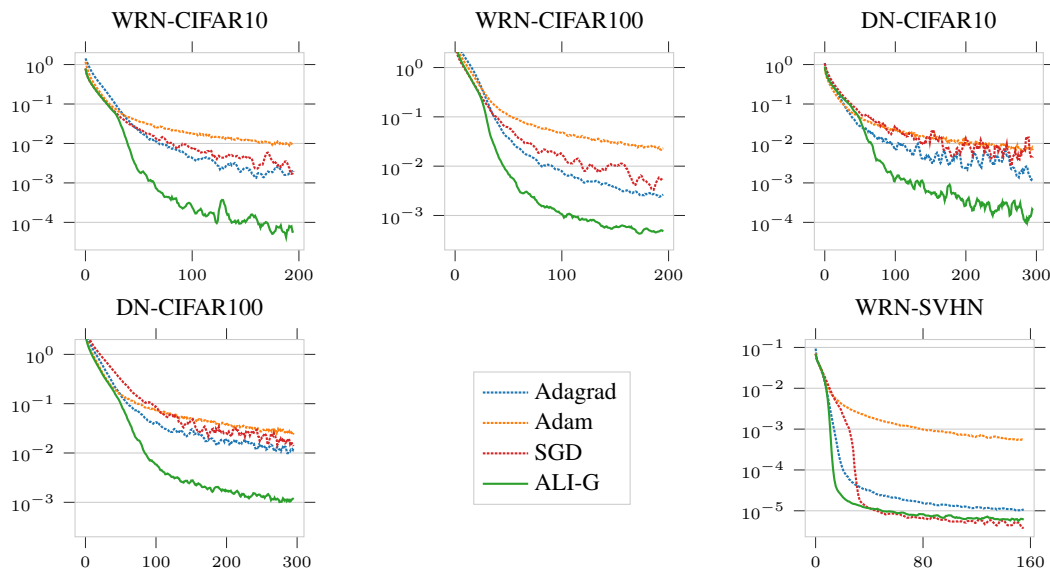 WRN-CIFAR10
10^0
10^-1
10^-2
10^-3
10^-4
0 100 200
WRN-CIFAR100
10^0
10^-1
10^-2
10^-3
0 100 200
DN-CIFAR10
10^0
10^-1
10^-2
10^-3
10^-4
0 100 200 300
DN-CIFAR100
10^0
10^-1
10^-2
10^-3
0 100 200 300
Adagrad
Adam
SGD
ALI-G
WRN-SVHN
10^-1
10^-2
10^-3
10^-4
10^-5
0 80 160